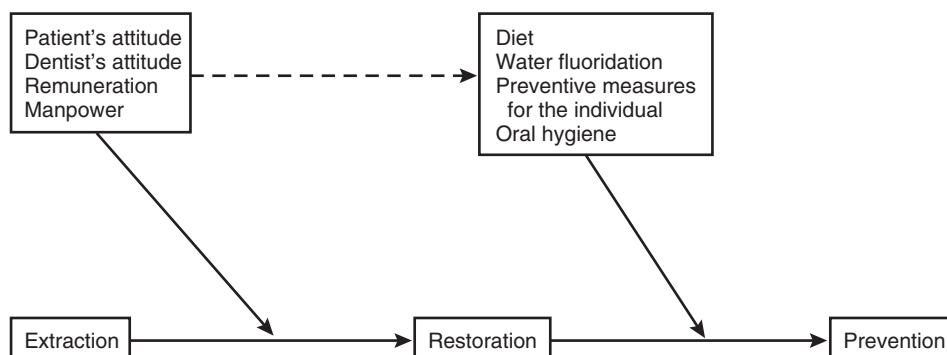 Patient's attitude
Dentist's attitude
Remuneration
Manpower
Diet
Water fluoridation
Preventive measures
for the individual
Oral hygiene
Extraction
Restoration
Prevention